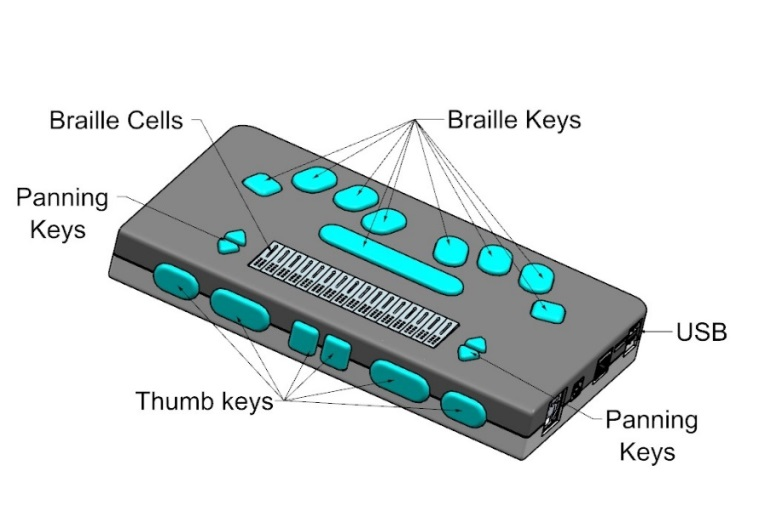 Braille Cells
Braille Keys
Panning
Keys
USB
Thumb keys
Panning
Keys